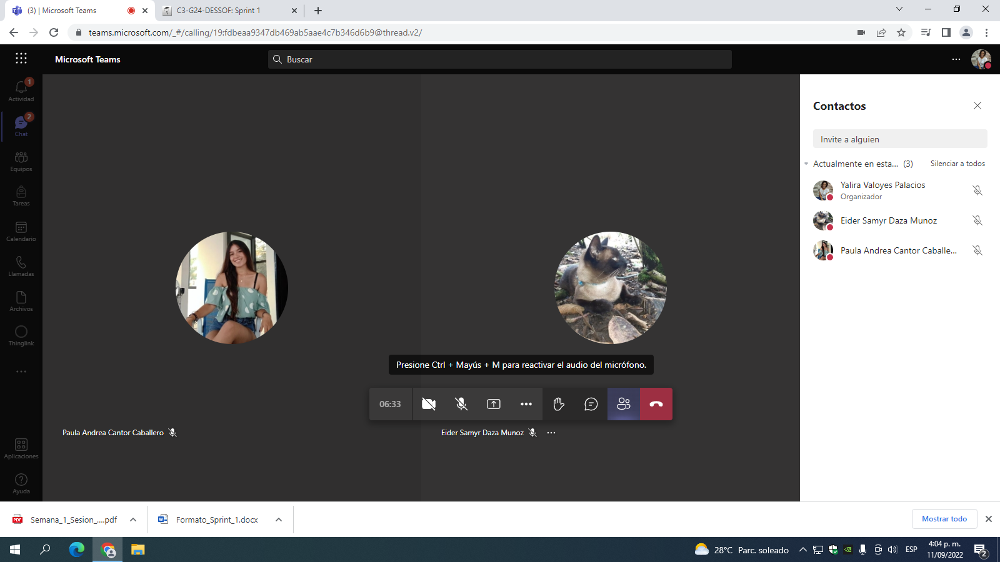 (3) | Microsoft Teams
C3-G24-DESSOF: Sprint 1
teams.microsoft.com/_#/calling/19:fdbeaa9347db469ab5aae4c7b346d6b9@thread.v2/
Microsoft Teams
Buscar
1
Actividad
2
Chat
Equipos
Tareas
Calendario
Llamadas
Archivos
Thinglink
Aplicaciones
Ayuda
Presione Ctrl + Mayús + M para reactivar el audio del micrófono.
06:33
Paula Andrea Cantor Caballero
Eider Samyr Daza Munoz
Contactos
Invite a alguien
Actualmente en esta... (3) Silenciar a todos
Yalira Valoyes Palacios
Organizador
Eider Samyr Daza Munoz
Paula Andrea Cantor Caballe...
PDF
Semana_1_Sesion_....pdf
Formato_Sprint_1.docx
Mostrar todo
28°C Parc. soleado
ESP
4:04 p. m.
11/09/2022
2